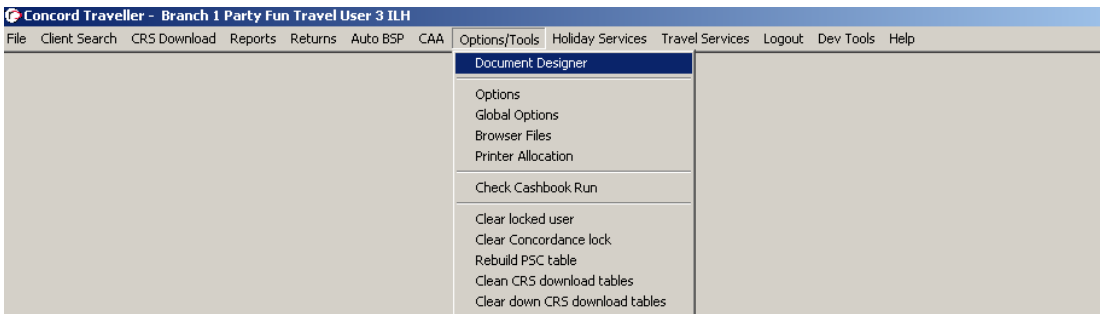 Concord Traveller - Branch 1 Party Fun Travel User 3 ILH
File Client Search CRS Download Reports Returns Auto BSP CAA Options/Tools Holiday Services Travel Services Logout Dev Tools Help
Document Designer
Options
Global Options
Browser Files
Printer Allocation
Check Cashbook Run
Clear locked user
Clear Concordance lock
Rebuild PSC table
Clean CRS download tables
Clear down CRS download tables